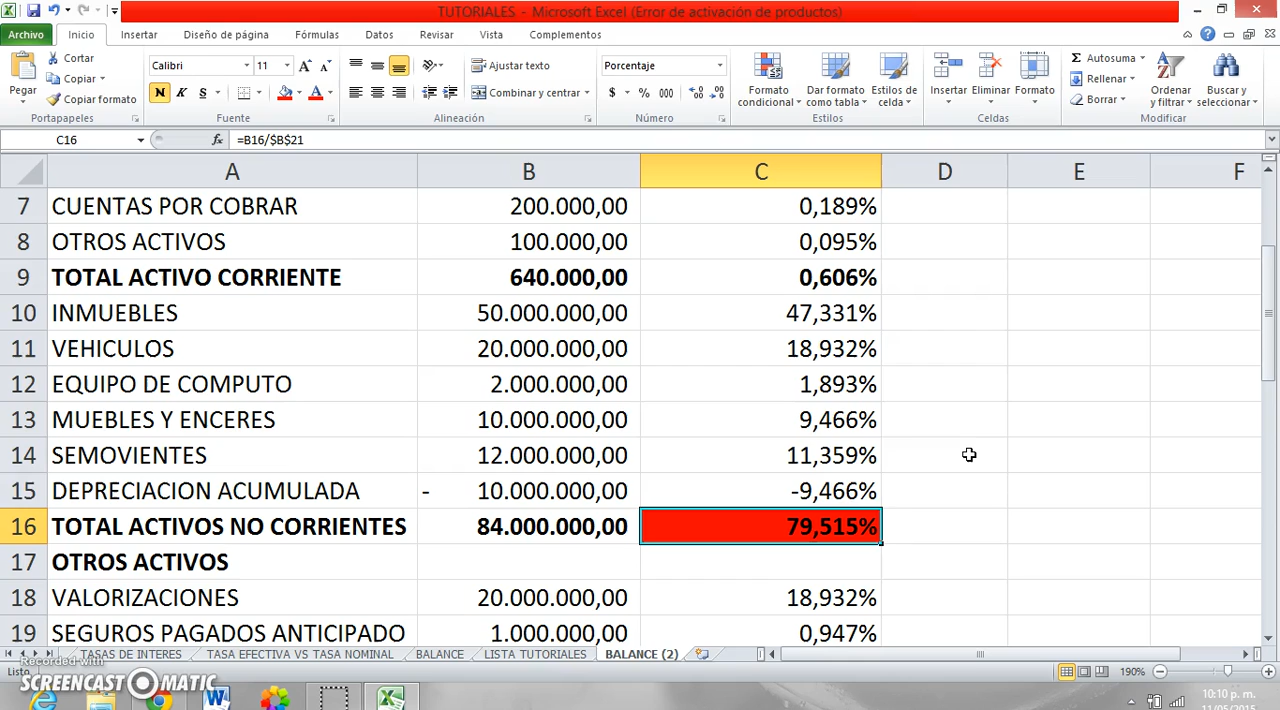 TUTORIALES - Microsoft Excel (Error de activación de productos)
Archivo Inicio Insertar Diseño de página Fórmulas Datos Revisar Vista Complementos
Pegar Cortar Copiar Copiar formato Portapapeles
Calibri 11 N K S A A A Fuente
Ajustar texto Combinar y centrar Alineación
Porcentaje $ % 000 Número
Formato condicional Dar formato como tabla Estilos de celda Estilos
Insertar Eliminar Formato Celdas
Σ Autosuma Rellenar Borrar Ordenar y filtrar Buscar y seleccionar Modificar
C16 fx =B16/$B$21
A B C D E F
7 CUENTAS POR COBRAR 200.000,00 0,189%
8 OTROS ACTIVOS 100.000,00 0,095%
9 TOTAL ACTIVO CORRIENTE 640.000,00 0,606%
10 INMUEBLES 50.000.000,00 47,331%
11 VEHICULOS 20.000.000,00 18,932%
12 EQUIPO DE COMPUTO 2.000.000,00 1,893%
13 MUEBLES Y ENCERES 10.000.000,00 9,466%
14 SEMOVIENTES 12.000.000,00 11,359%
15 DEPRECIACION ACUMULADA - 10.000.000,00 -9,466%
16 TOTAL ACTIVOS NO CORRIENTES 84.000.000,00 79,515%
17 OTROS ACTIVOS
18 VALORIZACIONES 20.000.000,00 18,932%
19 SEGUROS PAGADOS ANTICIPADO 1.000.000,00 0,947%
TASAS DE INTERES TASA EFECTIVA VS TASA NOMINAL BALANCE LISTA TUTORIALES BALANCE (2)
Listo 190%
Recorded with
SCREENCAST MATIC
10:10 p. m.
11/05/2015